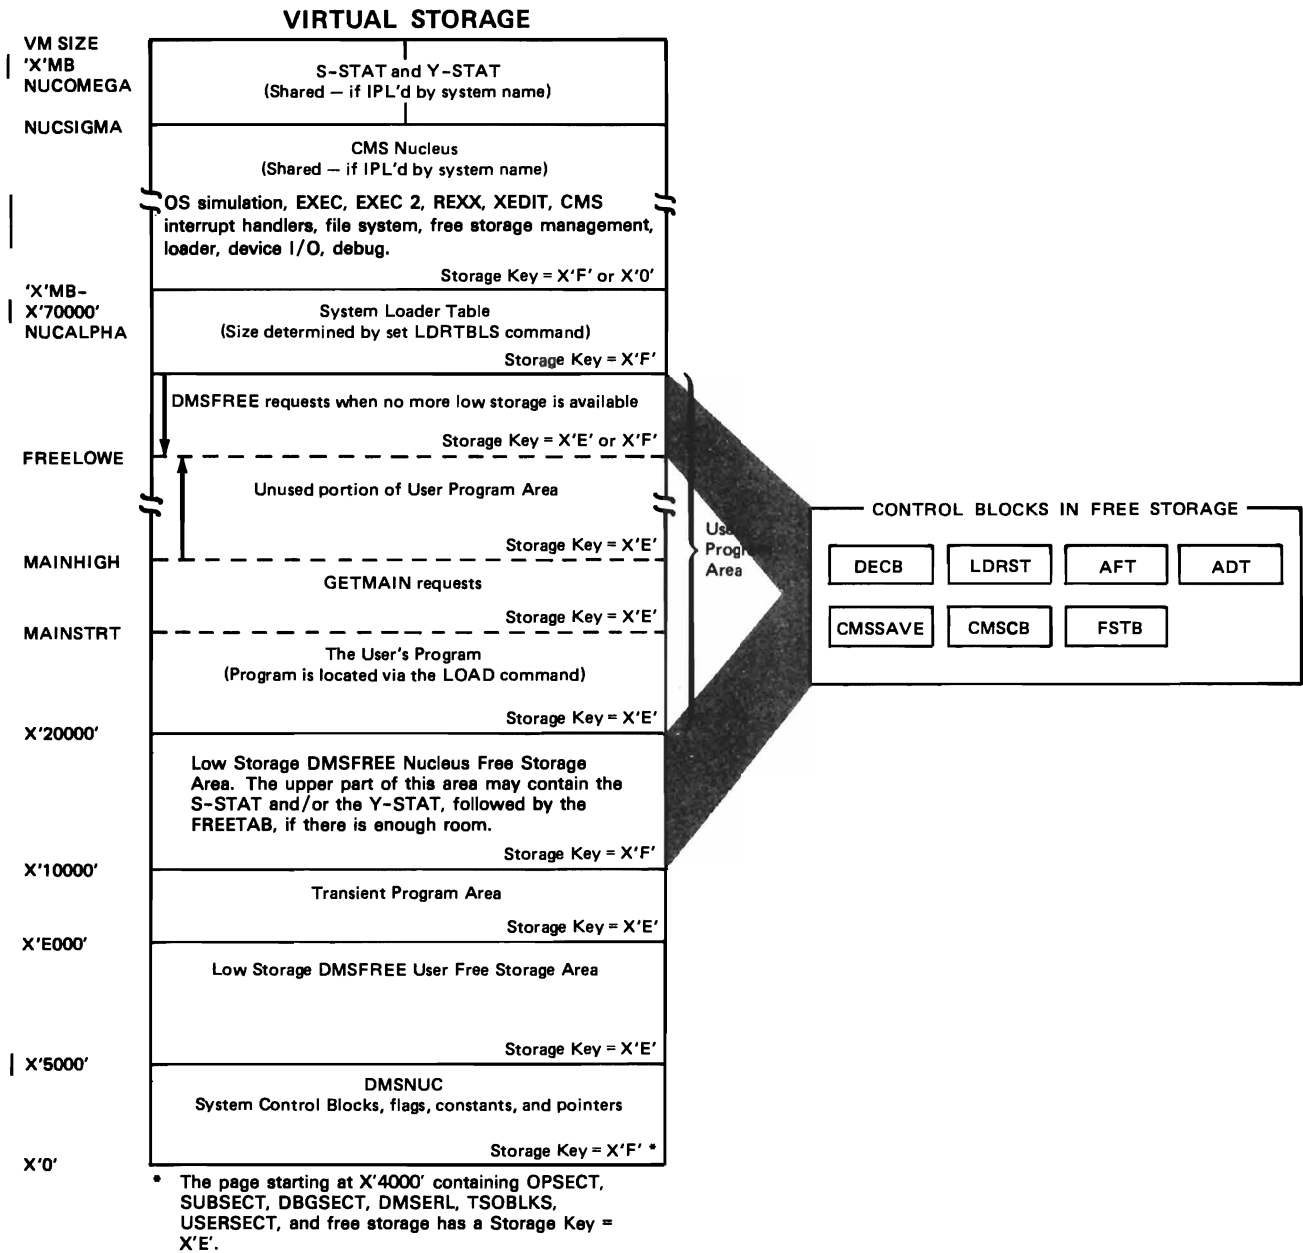 VIRTUAL STORAGE
VM SIZE
'X'MB
NUCOMEGA
S-STAT and Y-STAT
(Shared — if IPL'd by system name)
NUCSIGMA
CMS Nucleus
(Shared — if IPL'd by system name)
OS simulation, EXEC, EXEC 2, REXX, XEDIT, CMS
interrupt handlers, file system, free storage management,
loader, device I/O, debug.
Storage Key = X'F' or X'0'
'X'MB-
X'70000'
NUCALPHA
System Loader Table
(Size determined by set LDRTBLS command)
Storage Key = X'F'
DMSFREE requests when no more low storage is available
Storage Key = X'E' or X'F'
FREELOWE
Unused portion of User Program Area
Storage Key = X'E'
MAINHIGH
GETMAIN requests
Storage Key = X'E'
MAINSTRT
The User's Program
(Program is located via the LOAD command)
Storage Key = X'E'
User
Program
Area
CONTROL BLOCKS IN FREE STORAGE
DECB LDRST AFT ADT
CMSSAVE CMSCB FSTB
X'20000'
Low Storage DMSFREE Nucleus Free Storage
Area. The upper part of this area may contain the
S-STAT and/or the Y-STAT, followed by the
FREETAB, if there is enough room.
Storage Key = X'F'
X'10000'
Transient Program Area
Storage Key = X'E'
X'E000'
Low Storage DMSFREE User Free Storage Area
Storage Key = X'E'
X'5000'
DMSNUC
System Control Blocks, flags, constants, and pointers
Storage Key = X'F' *
X'0'
* The page starting at X'4000' containing OPSECT,
SUBSECT, DBGSECT, DMSERL, TSOBLKS,
USERSECT, and free storage has a Storage Key =
X'E'.